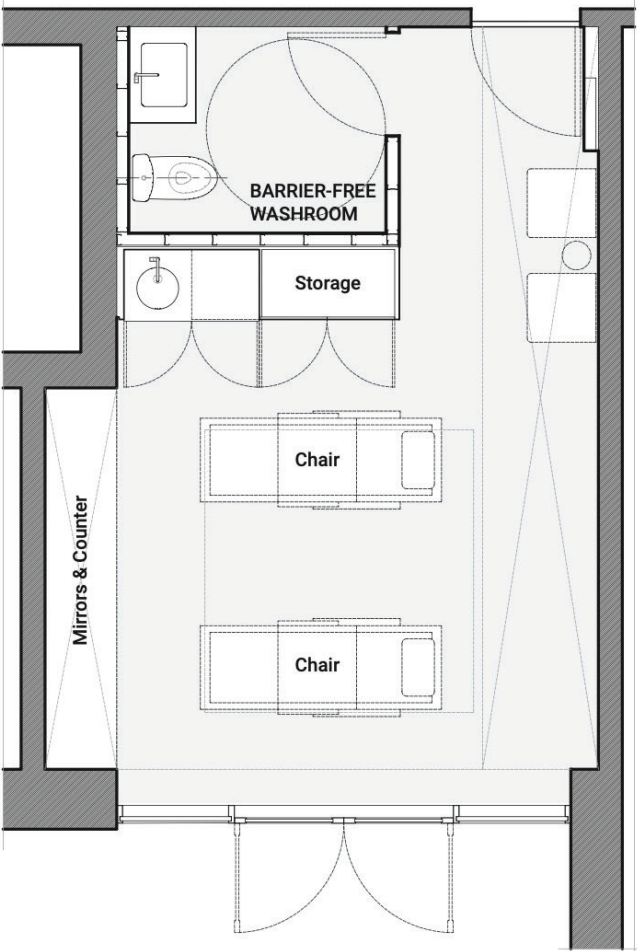 BARRIER-FREE
WASHROOM
Storage
Chair
Mirrors & Counter
Chair